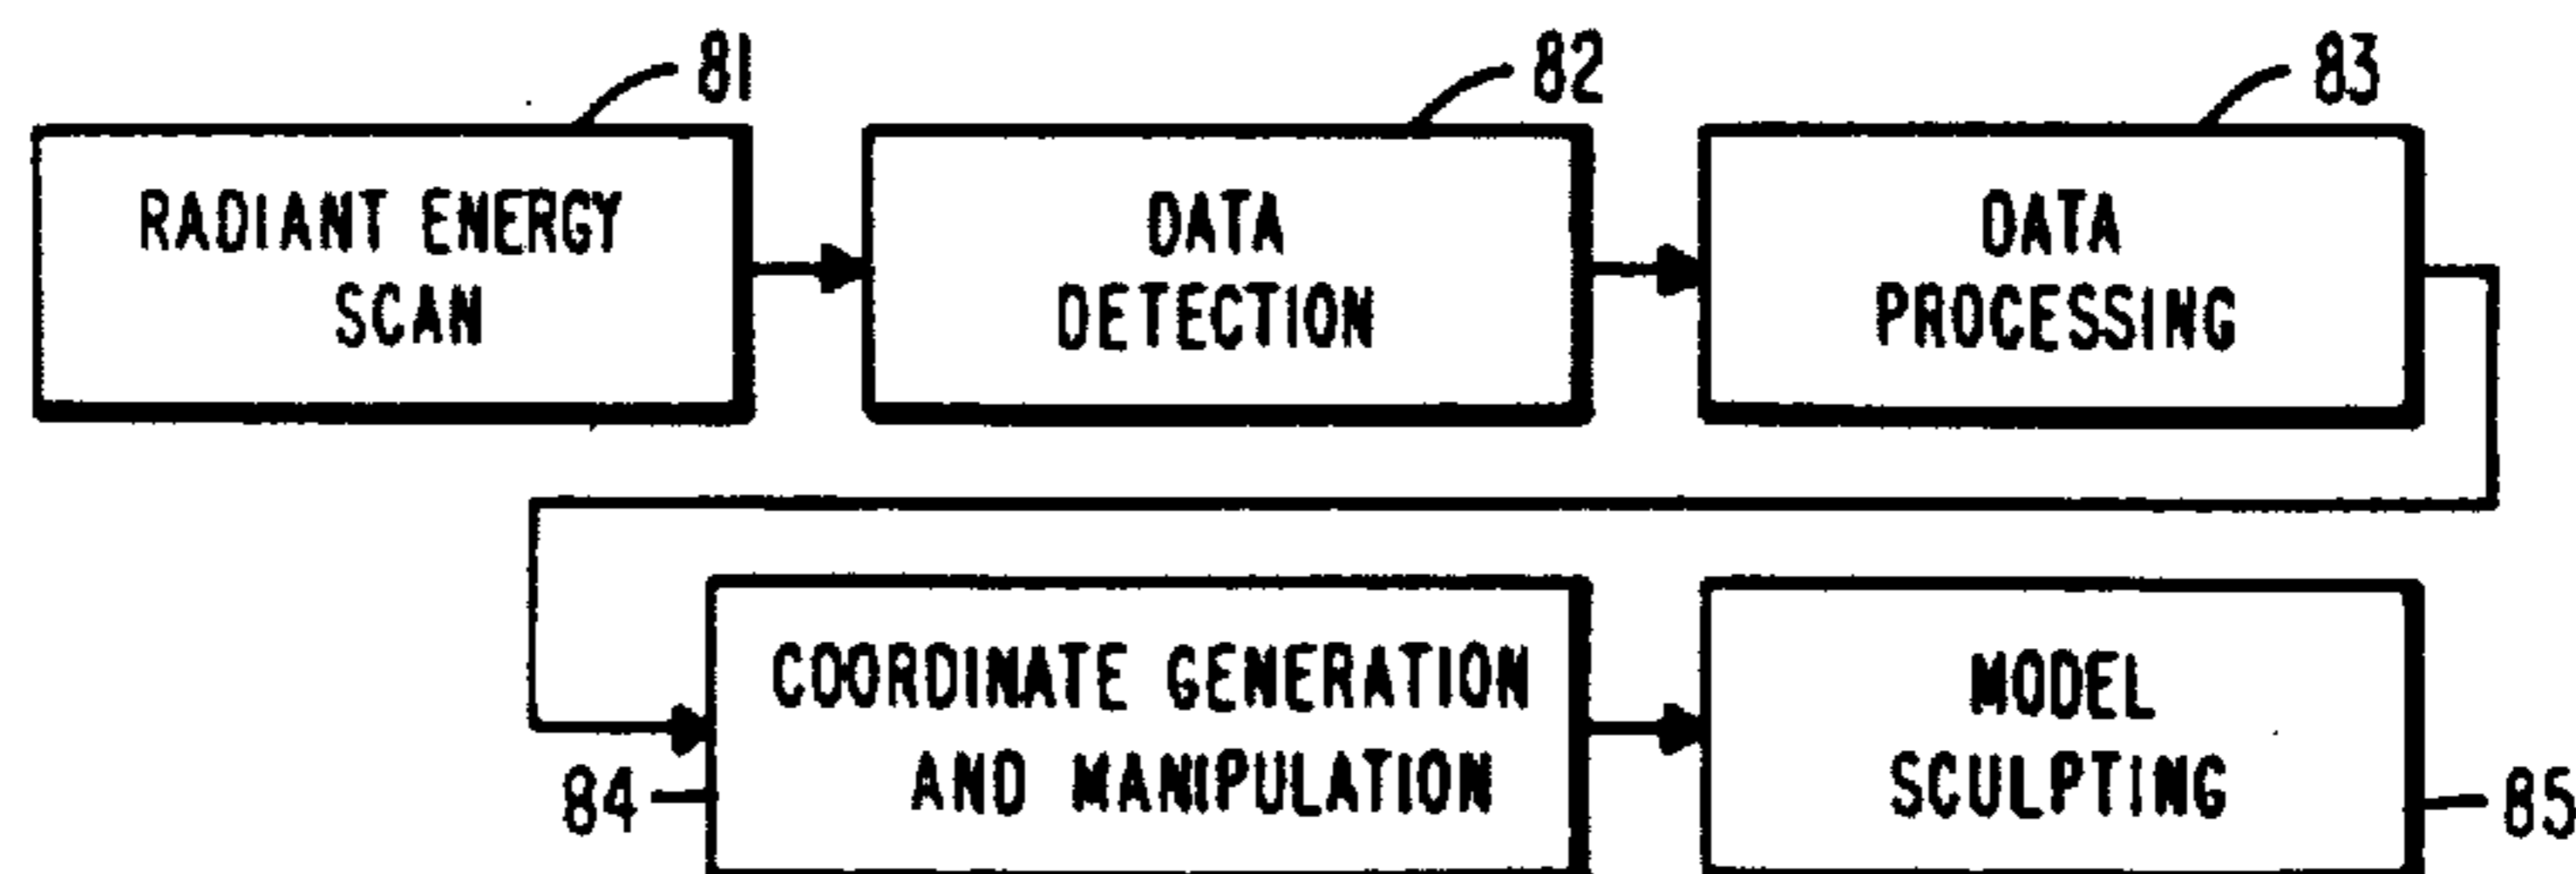 81
RADIANT ENERGY
SCAN
82
DATA
DETECTION
83
DATA
PROCESSING
84
COORDINATE GENERATION
AND MANIPULATION
MODEL
SCULPTING
85